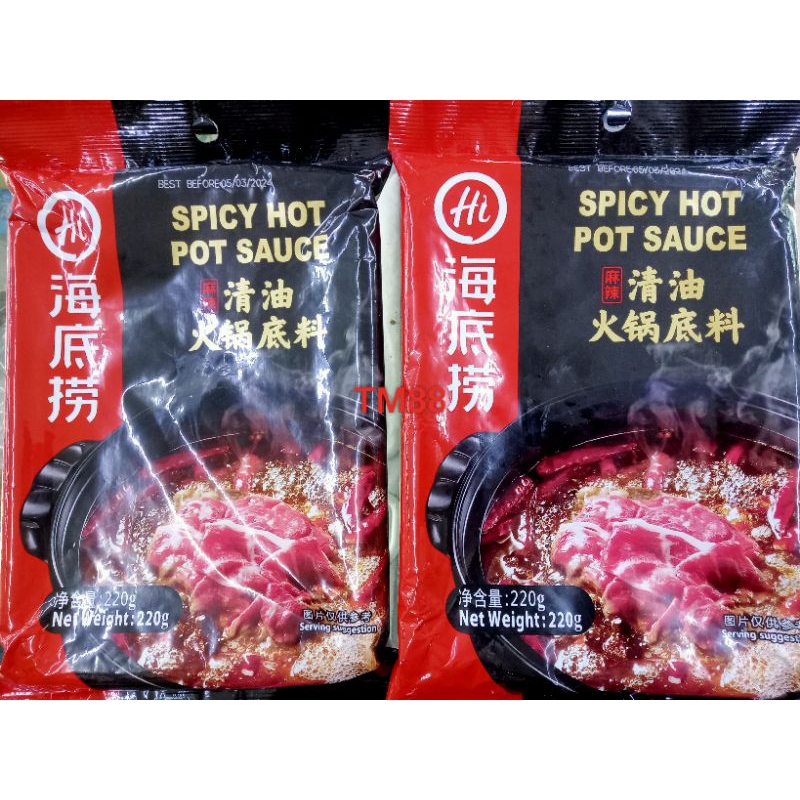 BEST BEFORE:05/03/2024
Hi
海底捞
SPICY HOT
POT SAUCE
麻辣
清油
火锅底料
净含量:220g
Net Weight:220g
图片仅供参考
Serving suggestion
Hi
海底捞
SPICY HOT
POT SAUCE
麻辣
清油
火锅底料
净含量:220g
Net Weight:220g
图片仅供参考
Serving suggestion
TM88